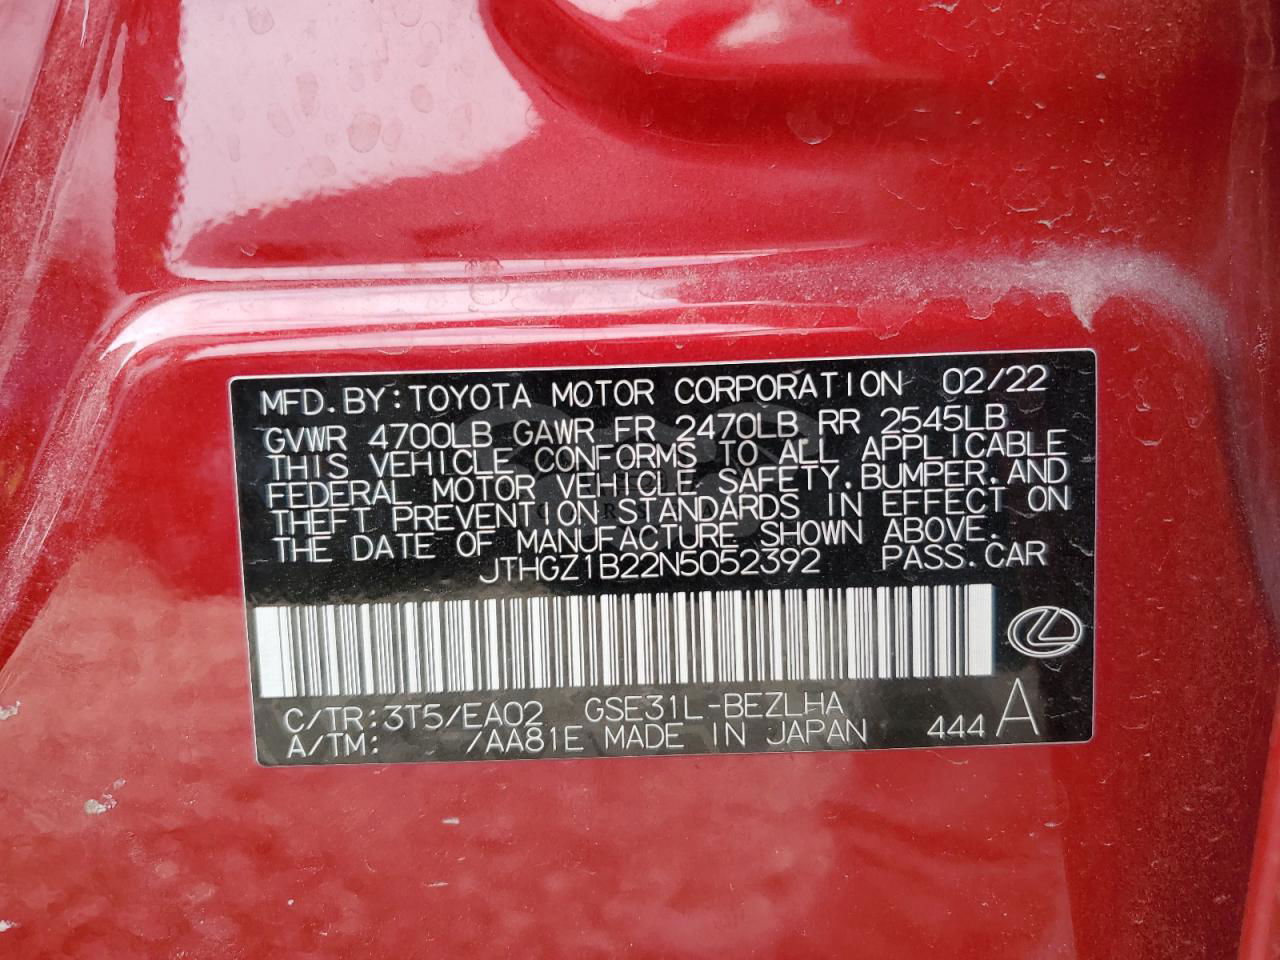 MFD. BY: TOYOTA MOTOR CORPORATION 02/22
GVWR 4700LB GAWR FR 2470LB RR 2545LB
THIS VEHICLE CONFORMS TO ALL APPLICABLE
FEDERAL MOTOR VEHICLE SAFETY, BUMPER, AND
THEFT PREVENTION STANDARDS IN EFFECT ON
THE DATE OF MANUFACTURE SHOWN ABOVE.
JTHGZ1B22N5052392 PASS. CAR
C/TR: 3T5/EA02 GSE31L-BEZLHA
A/TM: /AA81E MADE IN JAPAN 444 A